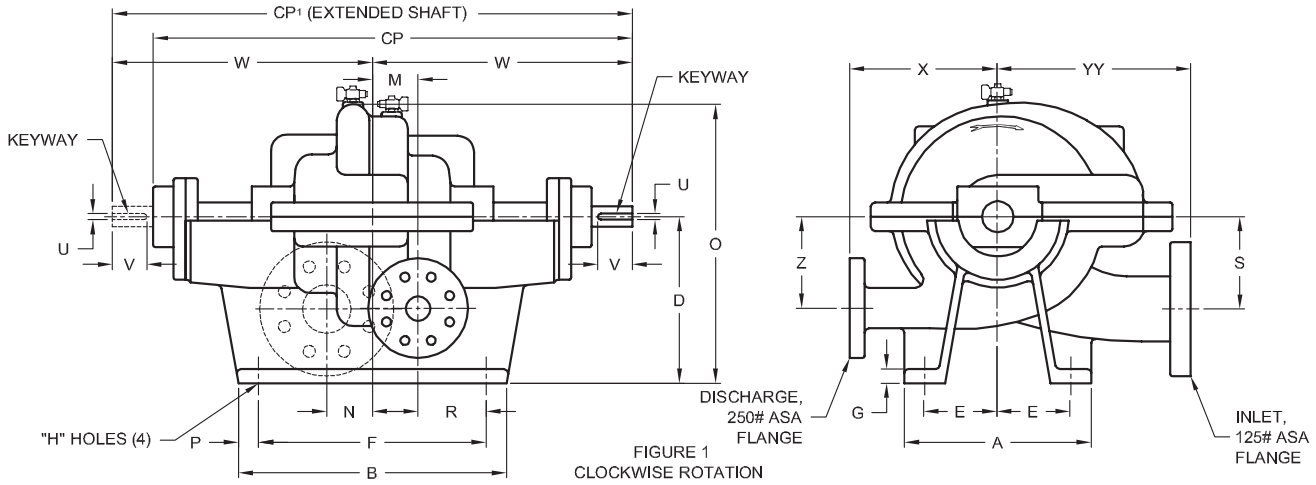 CP¹ (EXTENDED SHAFT)
CP
W
W
M
KEYWAY
KEYWAY
U
U
V
V
O
D
N
R
"H" HOLES (4)
P
F
B
FIGURE 1
CLOCKWISE ROTATION
X
YY
Z
S
G
E
E
A
DISCHARGE,
250# ASA
FLANGE
INLET,
125# ASA
FLANGE